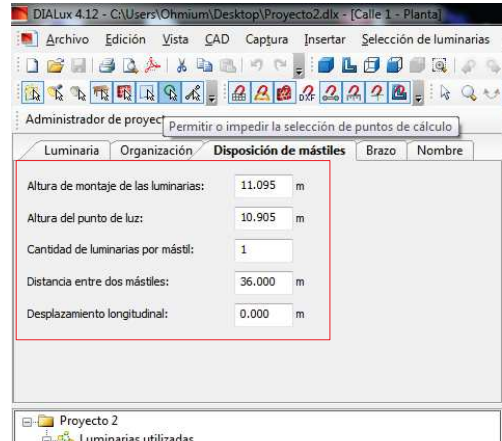 DIALux 4.12 - C:\Users\Ohmium\Desktop\Proyecto2.dlx - [Calle 1 - Planta]
Archivo Edición Vista CAD Captura Insertar Selección de luminarias
DXF
Administrador de proyec
Permitir o impedir la selección de puntos de cálculo
Luminaria Organización Disposición de mástiles Brazo Nombre
Altura de montaje de las luminarias: 11.095 m
Altura del punto de luz: 10.905 m
Cantidad de luminarias por mástil: 1
Distancia entre dos mástiles: 36.000 m
Desplazamiento longitudinal: 0.000 m
Proyecto 2
Luminarias utilizadas